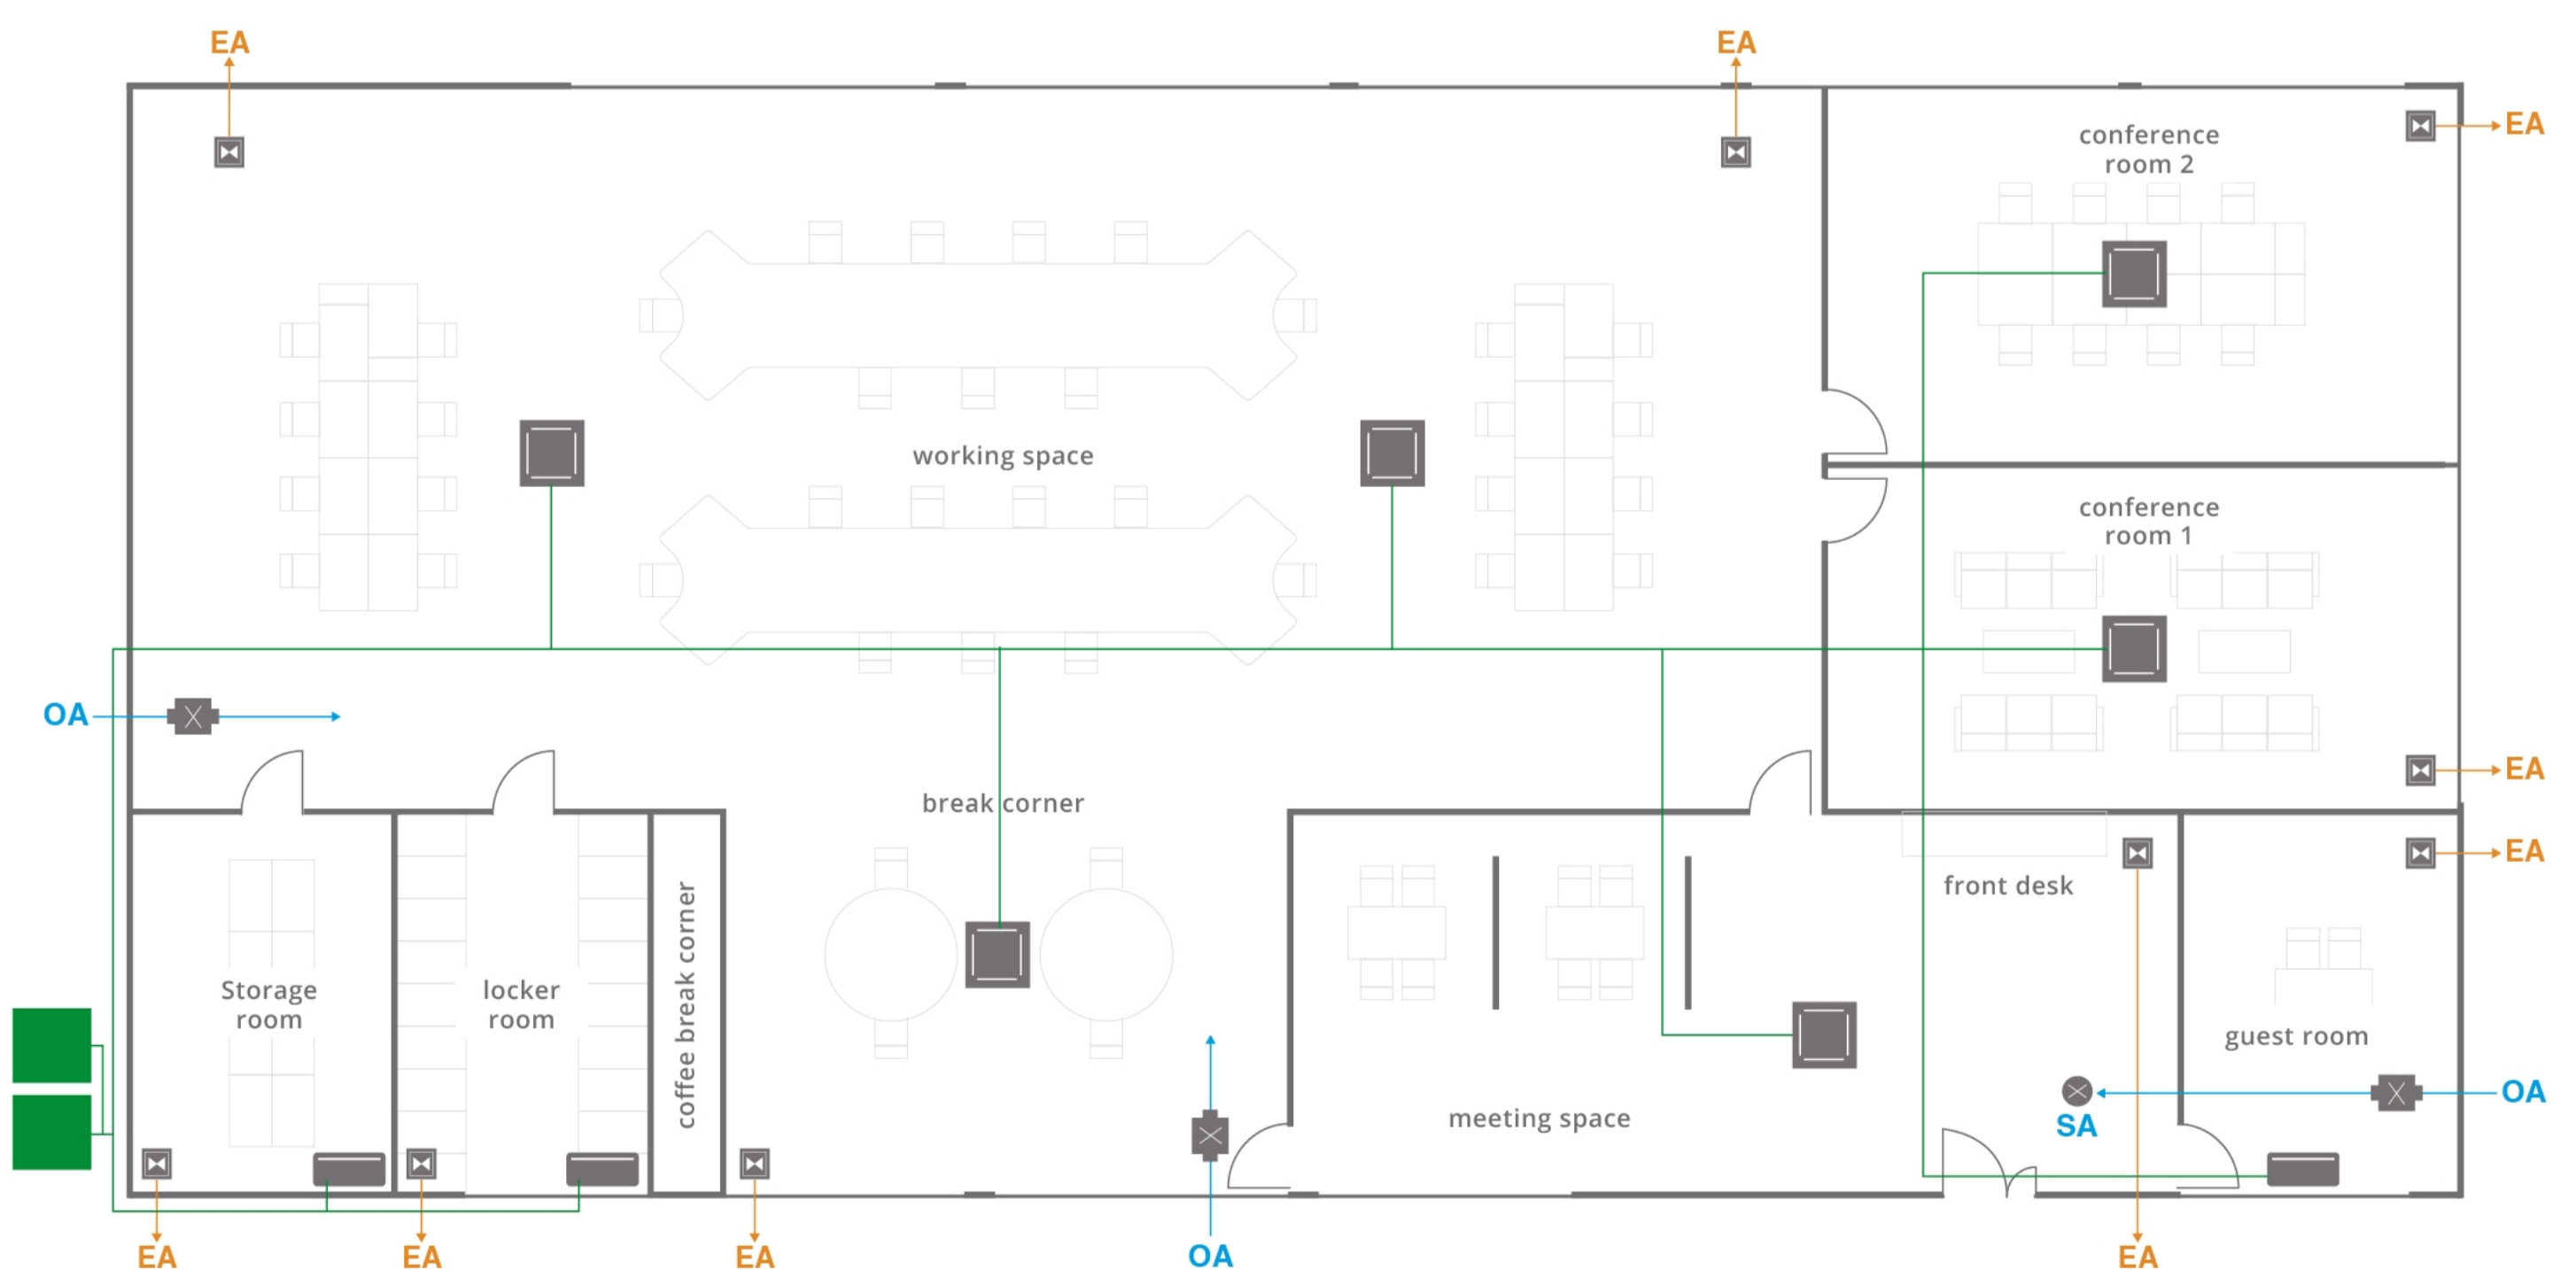 EA
EA
conference
room 2
EA
working space
conference
room 1
OA
EA
break corner
EA
front desk
Storage
room
locker
room
coffee break corner
guest room
meeting space
OA
SA
EA
EA
EA
OA
EA